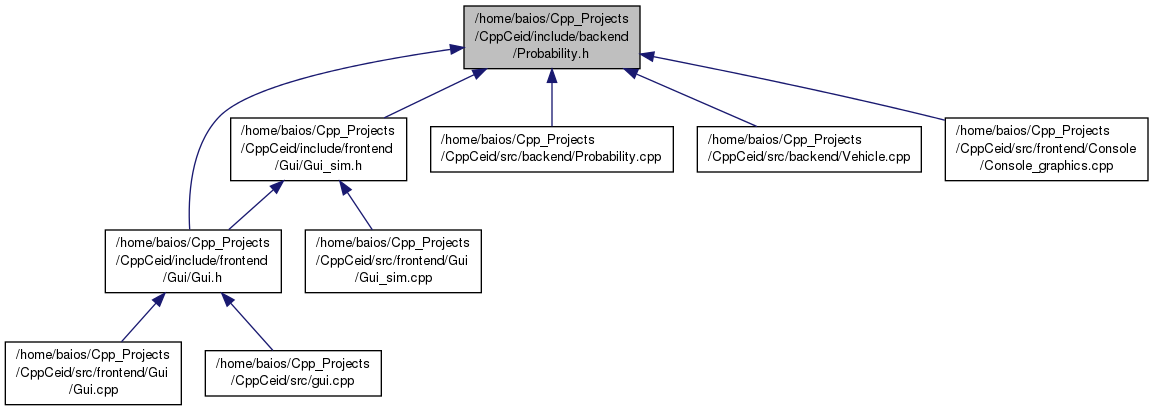 /home/baios/Cpp_Projects
/CppCeid/include/backend
/Probability.h
/home/baios/Cpp_Projects
/CppCeid/include/frontend
/Gui/Gui_sim.h
/home/baios/Cpp_Projects
/CppCeid/src/backend/Probability.cpp
/home/baios/Cpp_Projects
/CppCeid/src/backend/Vehicle.cpp
/home/baios/Cpp_Projects
/CppCeid/src/frontend/Console
/Console_graphics.cpp
/home/baios/Cpp_Projects
/CppCeid/include/frontend
/Gui/Gui.h
/home/baios/Cpp_Projects
/CppCeid/src/frontend/Gui
/Gui_sim.cpp
/home/baios/Cpp_Projects
/CppCeid/src/frontend/Gui
/Gui.cpp
/home/baios/Cpp_Projects
/CppCeid/src/gui.cpp